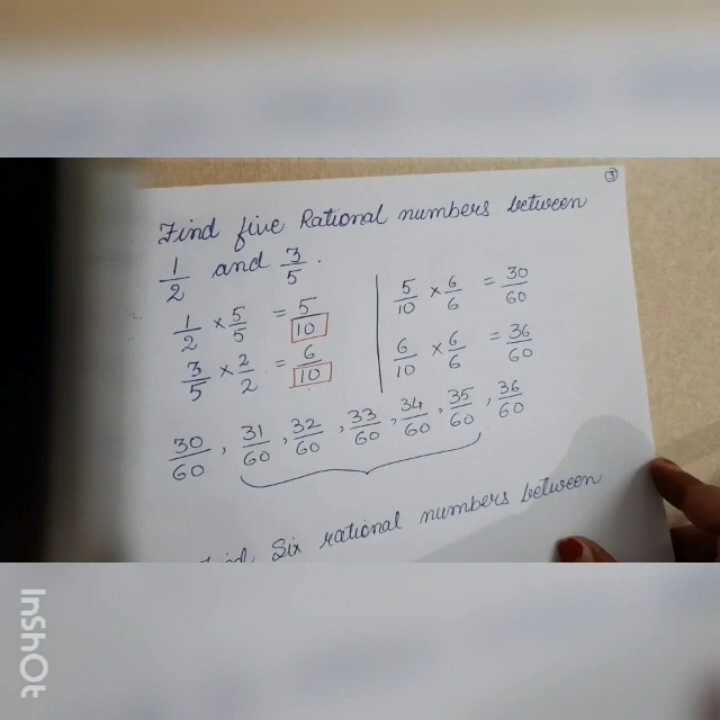 ③
Find five Rational numbers between
1/2 and 3/5.
1/2 × 5/5 = 5/10
3/5 × 2/2 = 6/10
5/10 × 6/6 = 30/60
6/10 × 6/6 = 36/60
30/60, 31/60, 32/60, 33/60, 34/60, 35/60, 36/60
Six rational numbers between
InShOt